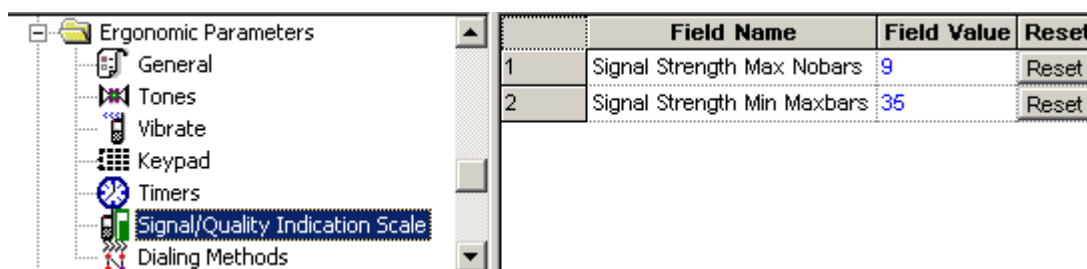 Ergonomic Parameters
General
Tones
Vibrate
Keypad
Timers
Signal/Quality Indication Scale
Dialing Methods
Field Name Field Value Reset
1 Signal Strength Max Nobars 9 Reset
2 Signal Strength Min Maxbars 35 Reset